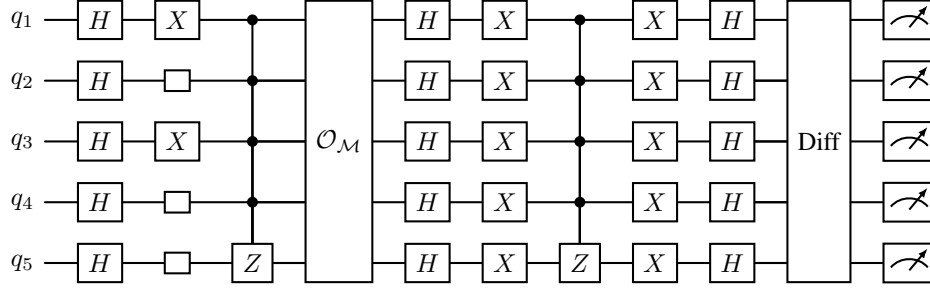 q₁ H X 𝒪_ℳ H X X H Diff
q₂ H H X X H
q₃ H X H X X H
q₄ H H X X H
q₅ H Z H X Z X H